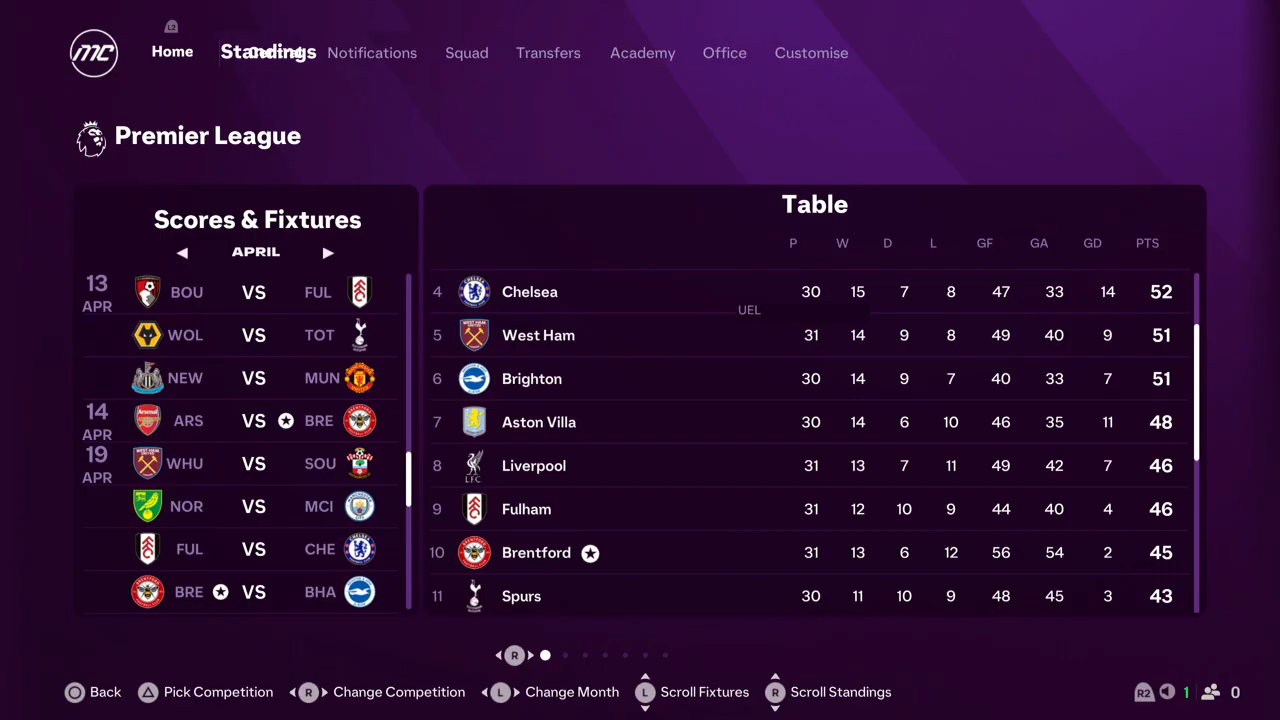 L2
MC Home Standings Notifications Squad Transfers Academy Office Customise
Premier League
Scores & Fixtures
APRIL
13 APR BOU VS FUL
WOL VS TOT
NEW VS MUN
14 APR ARS VS BRE
19 APR WHU VS SOU
NOR VS MCI
FUL VS CHE
BRE VS BHA
Table
P W D L GF GA GD PTS
4 Chelsea 30 15 7 8 47 33 14 52
UEL
5 West Ham 31 14 9 8 49 40 9 51
6 Brighton 30 14 9 7 40 33 7 51
7 Aston Villa 30 14 6 10 46 35 11 48
8 Liverpool 31 13 7 11 49 42 7 46
9 Fulham 31 12 10 9 44 40 4 46
10 Brentford 31 13 6 12 56 54 2 45
11 Spurs 30 11 10 9 48 45 3 43
R
Back Pick Competition R Change Competition L Change Month L Scroll Fixtures R Scroll Standings R2 1 0